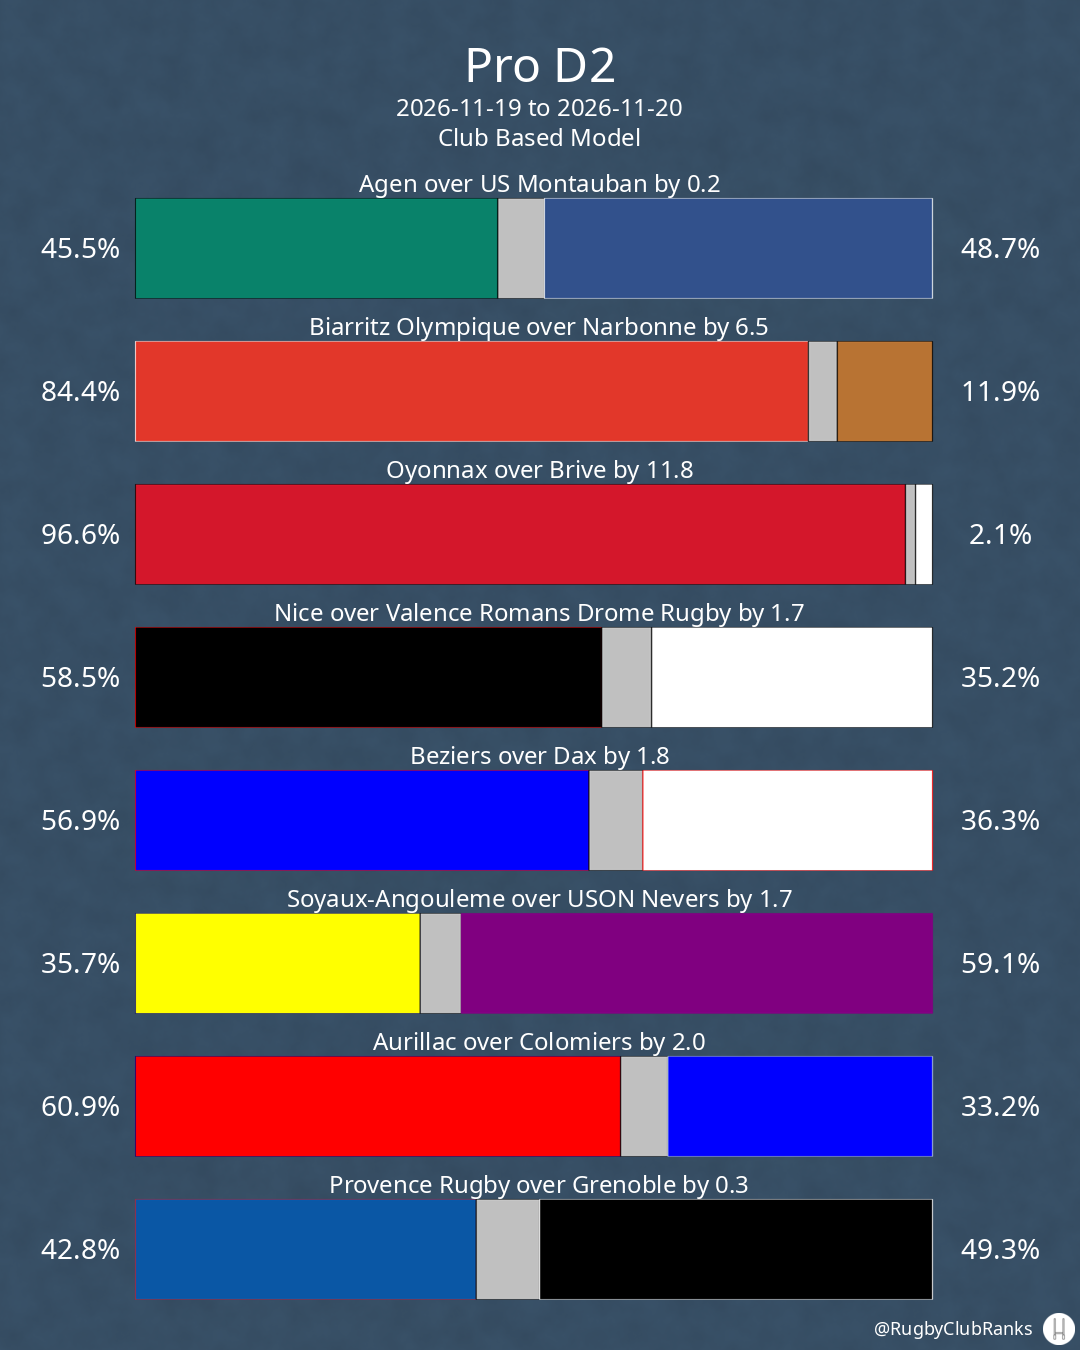 Pro D2
2026-11-19 to 2026-11-20
Club Based Model
Agen over US Montauban by 0.2
45.5%
48.7%
Biarritz Olympique over Narbonne by 6.5
84.4%
11.9%
Oyonnax over Brive by 11.8
96.6%
2.1%
Nice over Valence Romans Drome Rugby by 1.7
58.5%
35.2%
Beziers over Dax by 1.8
56.9%
36.3%
Soyaux-Angouleme over USON Nevers by 1.7
35.7%
59.1%
Aurillac over Colomiers by 2.0
60.9%
33.2%
Provence Rugby over Grenoble by 0.3
42.8%
49.3%
@RugbyClubRanks